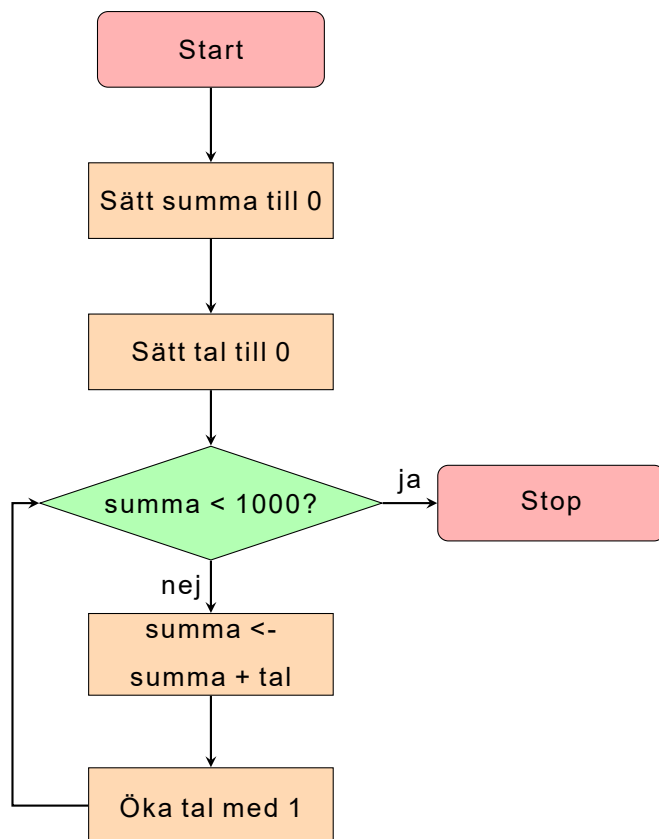 Start
Sätt summa till 0
Sätt tal till 0
summa < 1000?
ja
Stop
nej
summa <-
summa + tal
Öka tal med 1